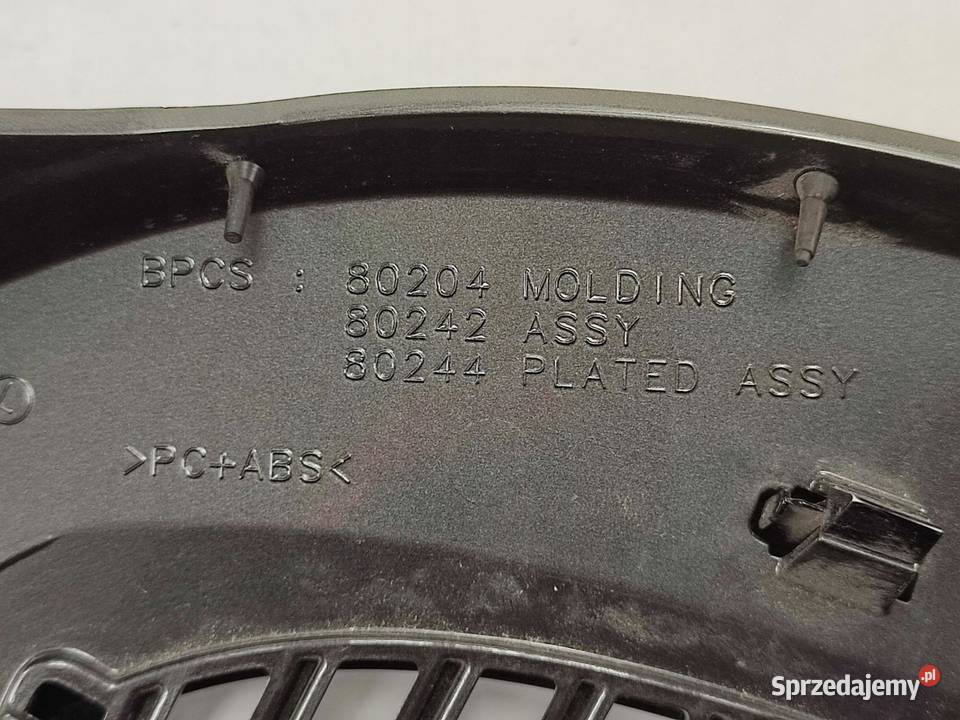 BPCS : 80204 MOLDING
80242 ASSY
80244 PLATED ASSY
>PC+ABS<
Sprzedajemy.pl